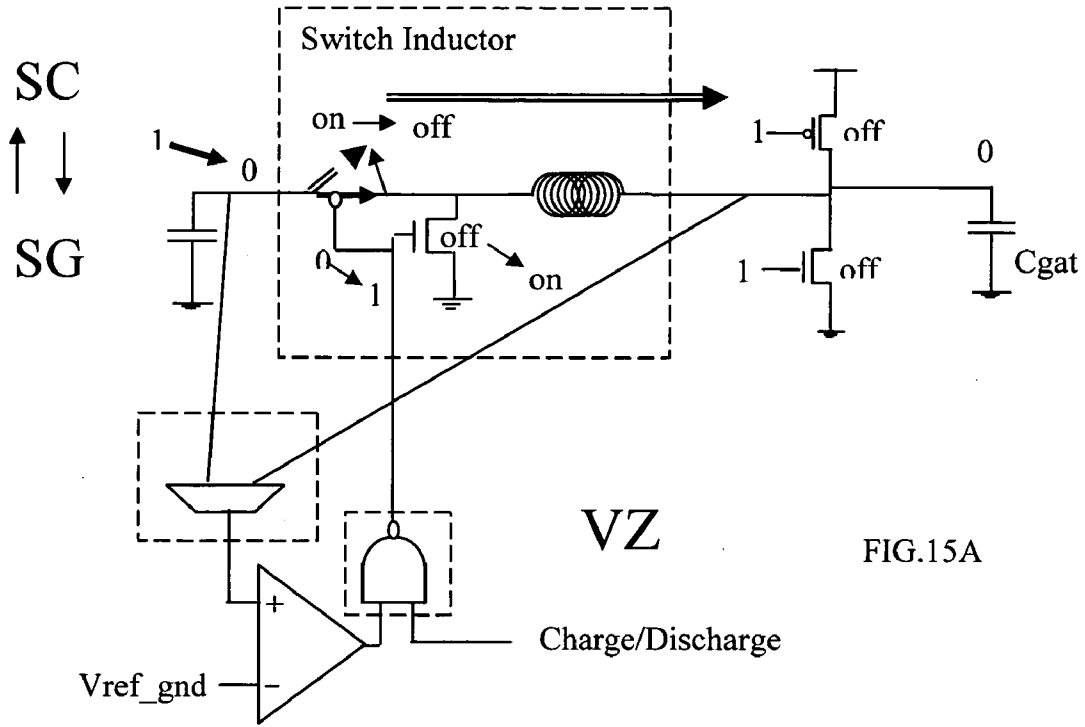 Switch Inductor
SC
SG
1
0
on
off
0
1
off
on
1
off
1
off
0
Cgat
+
-
Vref_gnd
VZ
Charge/Discharge
FIG.15A